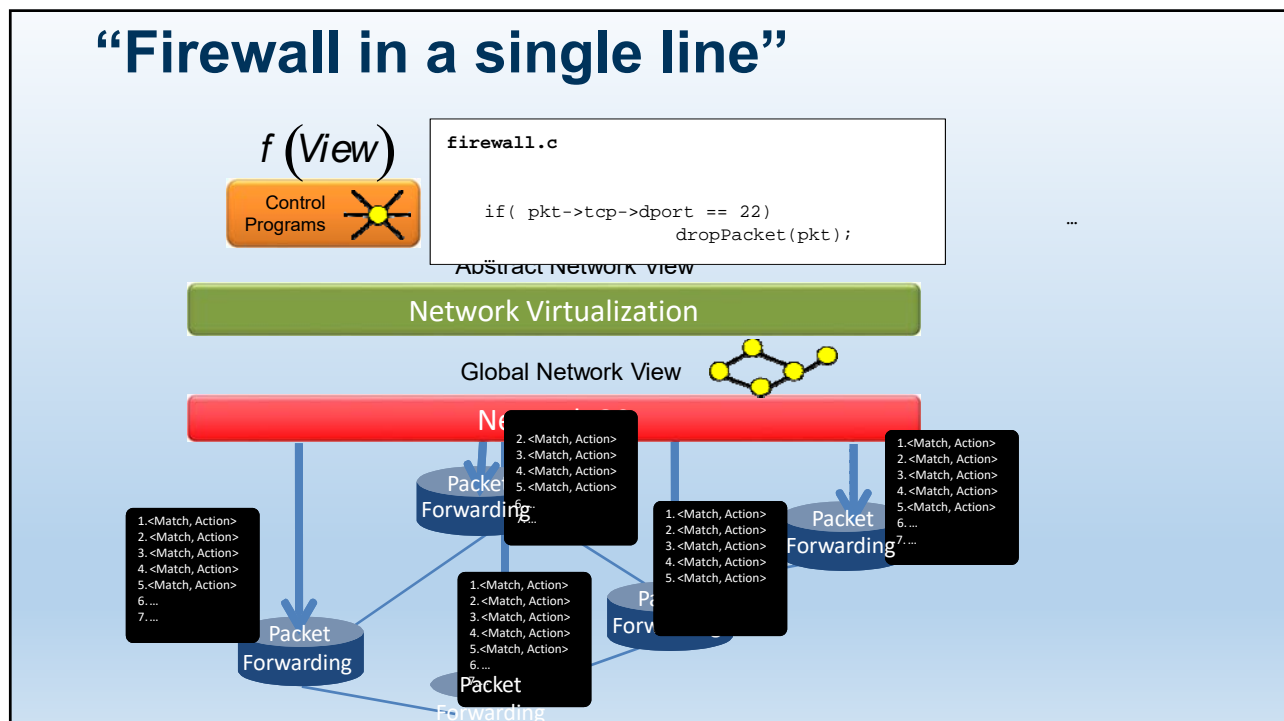 “Firewall in a single line”
f (View)
Control
Programs
firewall.c
if( pkt->tcp->dport == 22)
dropPacket(pkt);
…
…
Abstract Network View
Network Virtualization
Global Network View
2. <Match, Action>
3. <Match, Action>
4. <Match, Action>
5. <Match, Action>
6. …
7. …
Forwarding
1.<Match, Action>
2. <Match, Action>
3. <Match, Action>
4. <Match, Action>
5.<Match, Action>
6. …
7. …
Packet
Forwarding
1.<Match, Action>
2. <Match, Action>
3. <Match, Action>
4. <Match, Action>
5. <Match, Action>
1.<Match, Action>
2. <Match, Action>
3. <Match, Action>
4. <Match, Action>
5.<Match, Action>
6. …
7. …
Packet
Forwarding
1.<Match, Action>
2. <Match, Action>
3. <Match, Action>
4. <Match, Action>
5.<Match, Action>
6. …
Packet
Forwarding